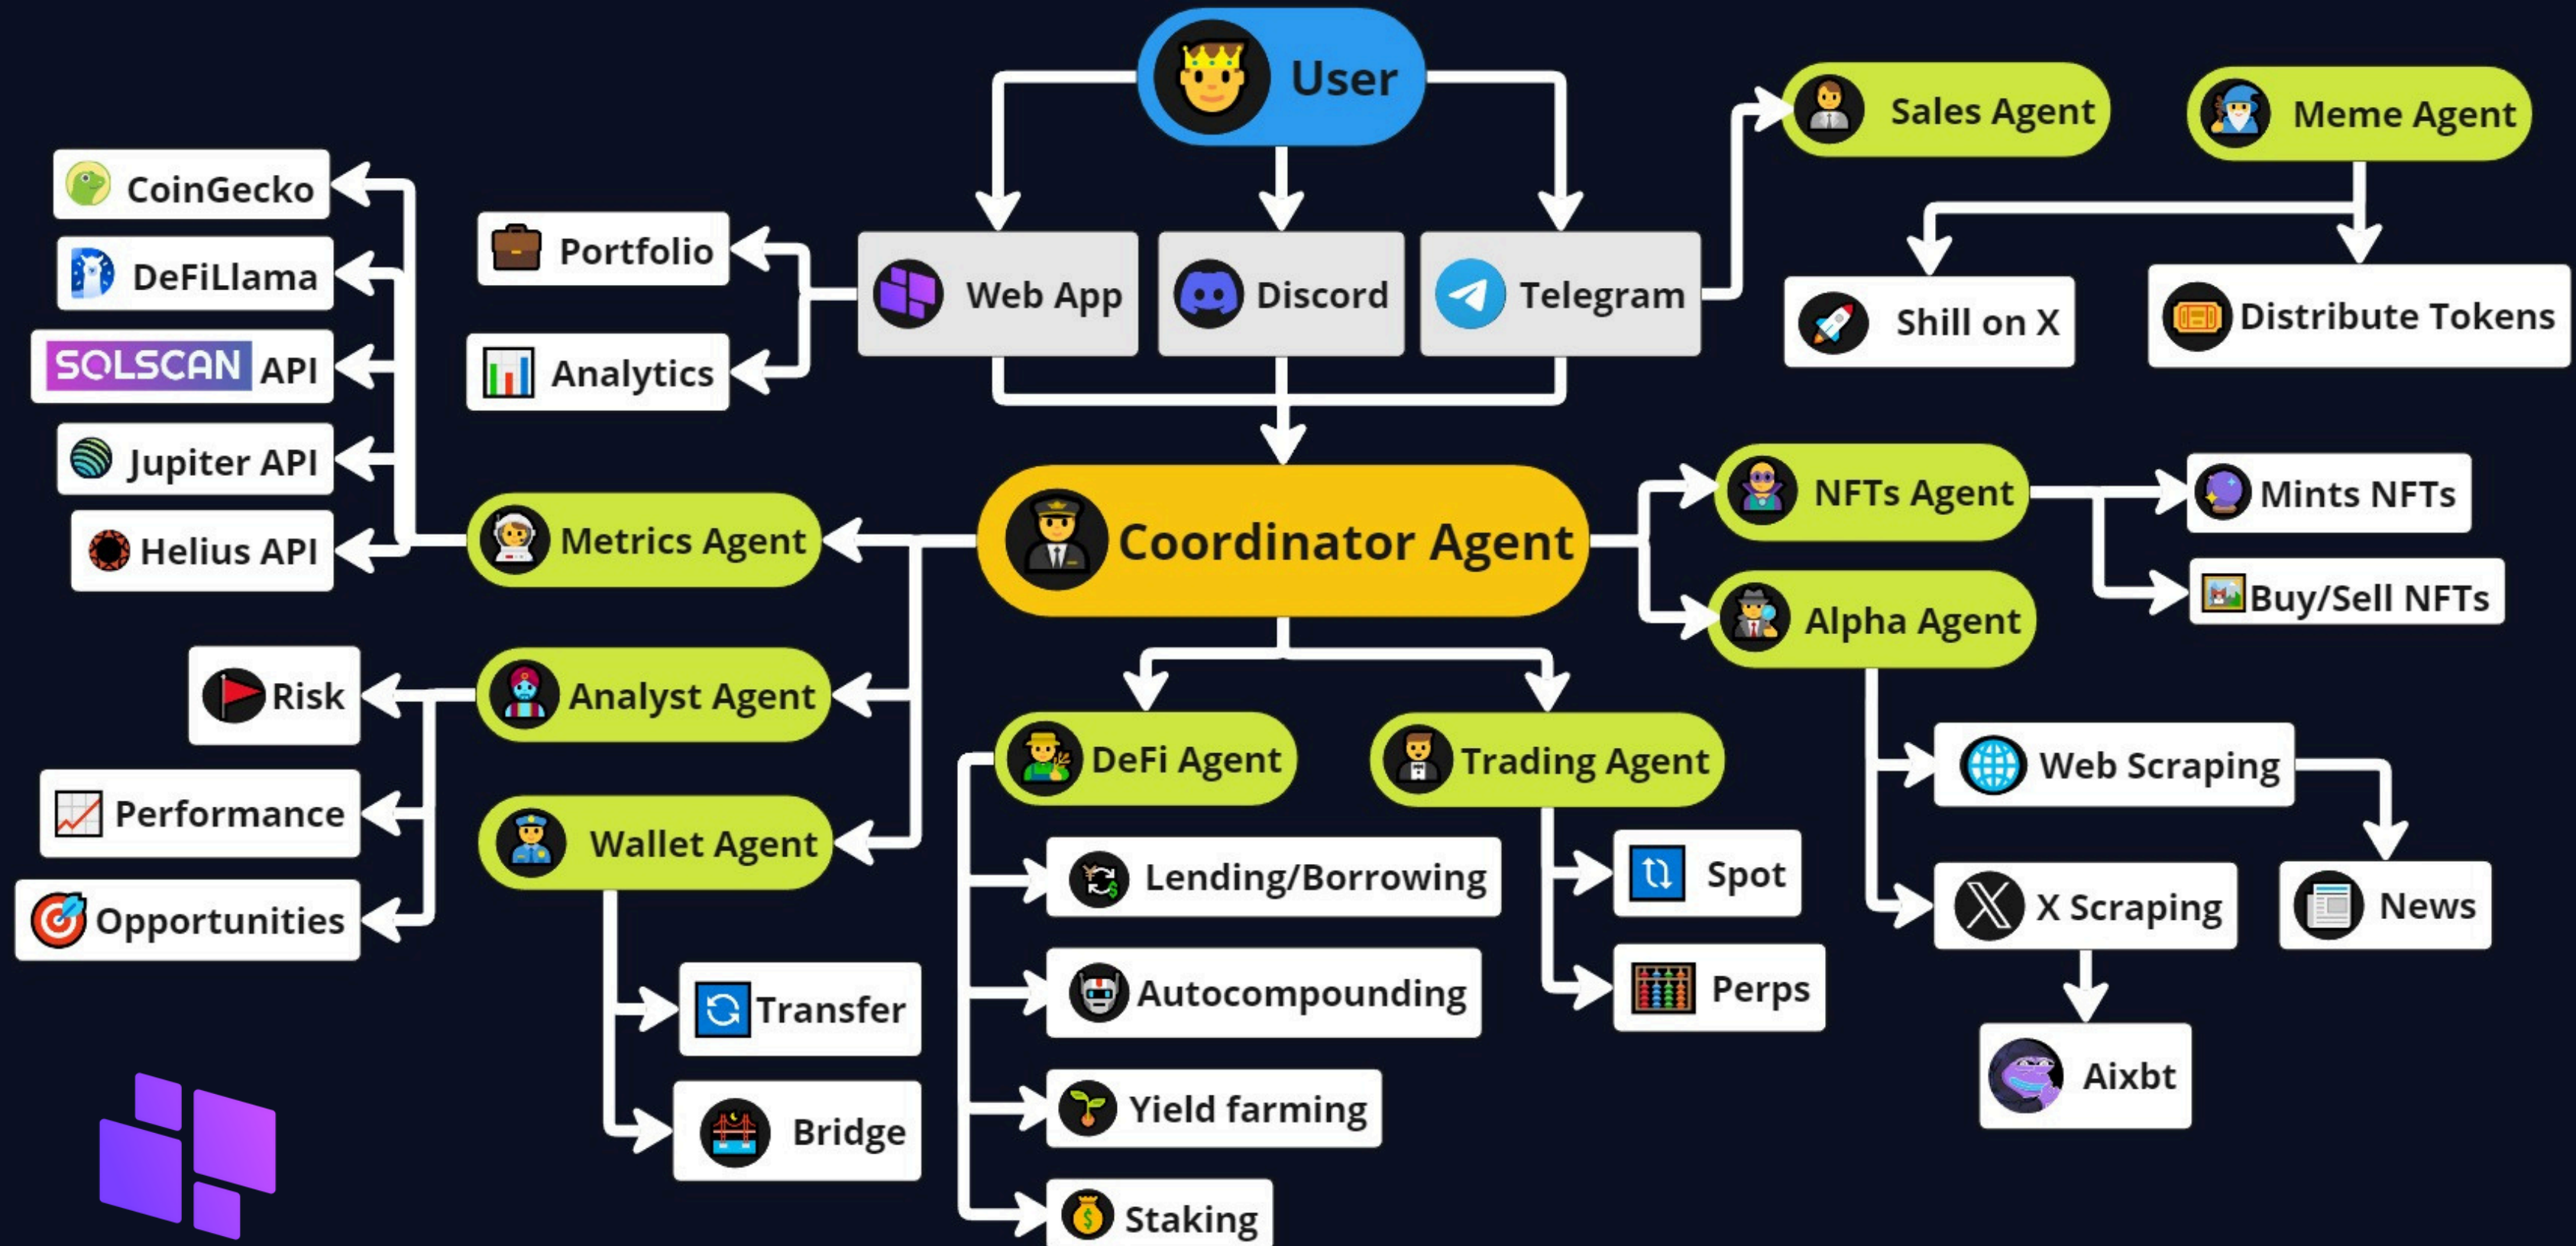 User
Sales Agent
Meme Agent
CoinGecko
Portfolio
DeFiLlama
Web App
Discord
Telegram
Shill on X
Distribute Tokens
SOLSCAN API
Analytics
Jupiter API
NFTs Agent
Mints NFTs
Metrics Agent
Coordinator Agent
Helius API
Buy/Sell NFTs
Alpha Agent
Risk
Analyst Agent
DeFi Agent
Trading Agent
Web Scraping
Performance
Wallet Agent
Lending/Borrowing
Spot
X Scraping
News
Opportunities
Transfer
Autocompounding
Perps
Aixbt
Bridge
Yield farming
Staking